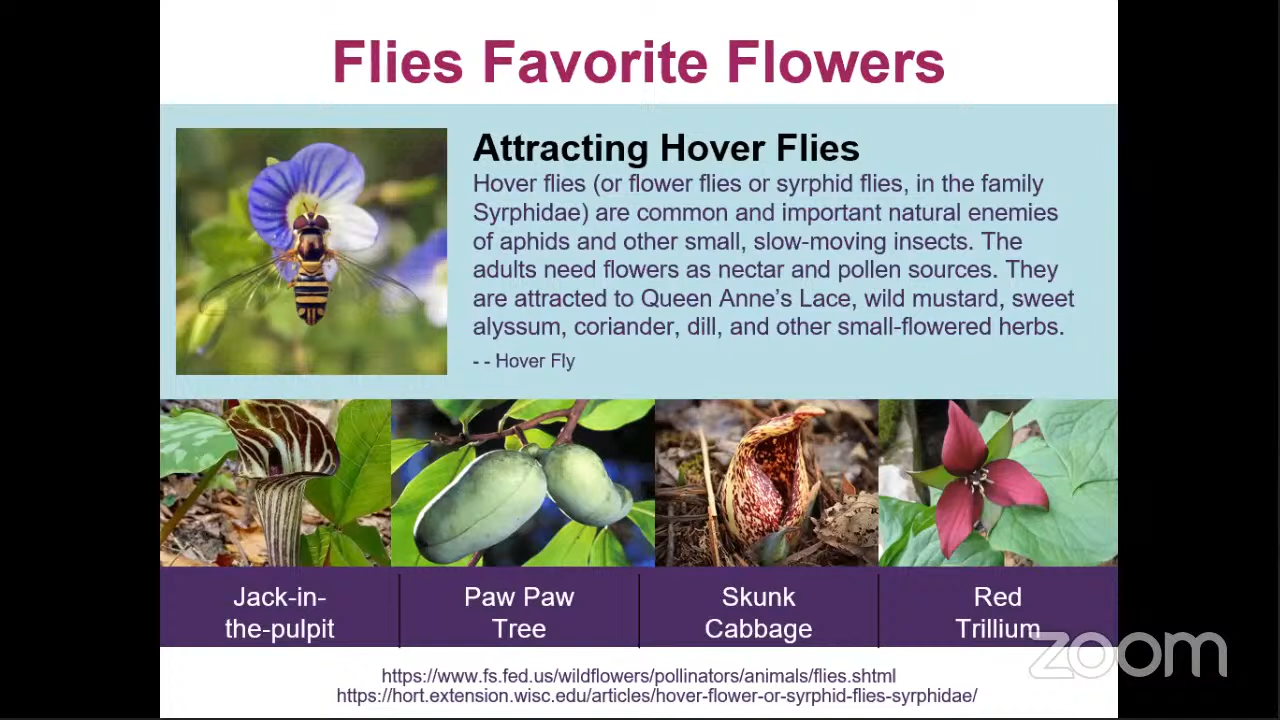 Flies Favorite Flowers
Attracting Hover Flies
Hover flies (or flower flies or syrphid flies, in the family
Syrphidae) are common and important natural enemies
of aphids and other small, slow-moving insects. The
adults need flowers as nectar and pollen sources. They
are attracted to Queen Anne’s Lace, wild mustard, sweet
alyssum, coriander, dill, and other small-flowered herbs.
- - Hover Fly
Jack-in-
the-pulpit
Paw Paw
Tree
Skunk
Cabbage
Red
Trillium
zoom
https://www.fs.fed.us/wildflowers/pollinators/animals/flies.shtml
https://hort.extension.wisc.edu/articles/hover-flower-or-syrphid-flies-syrphidae/